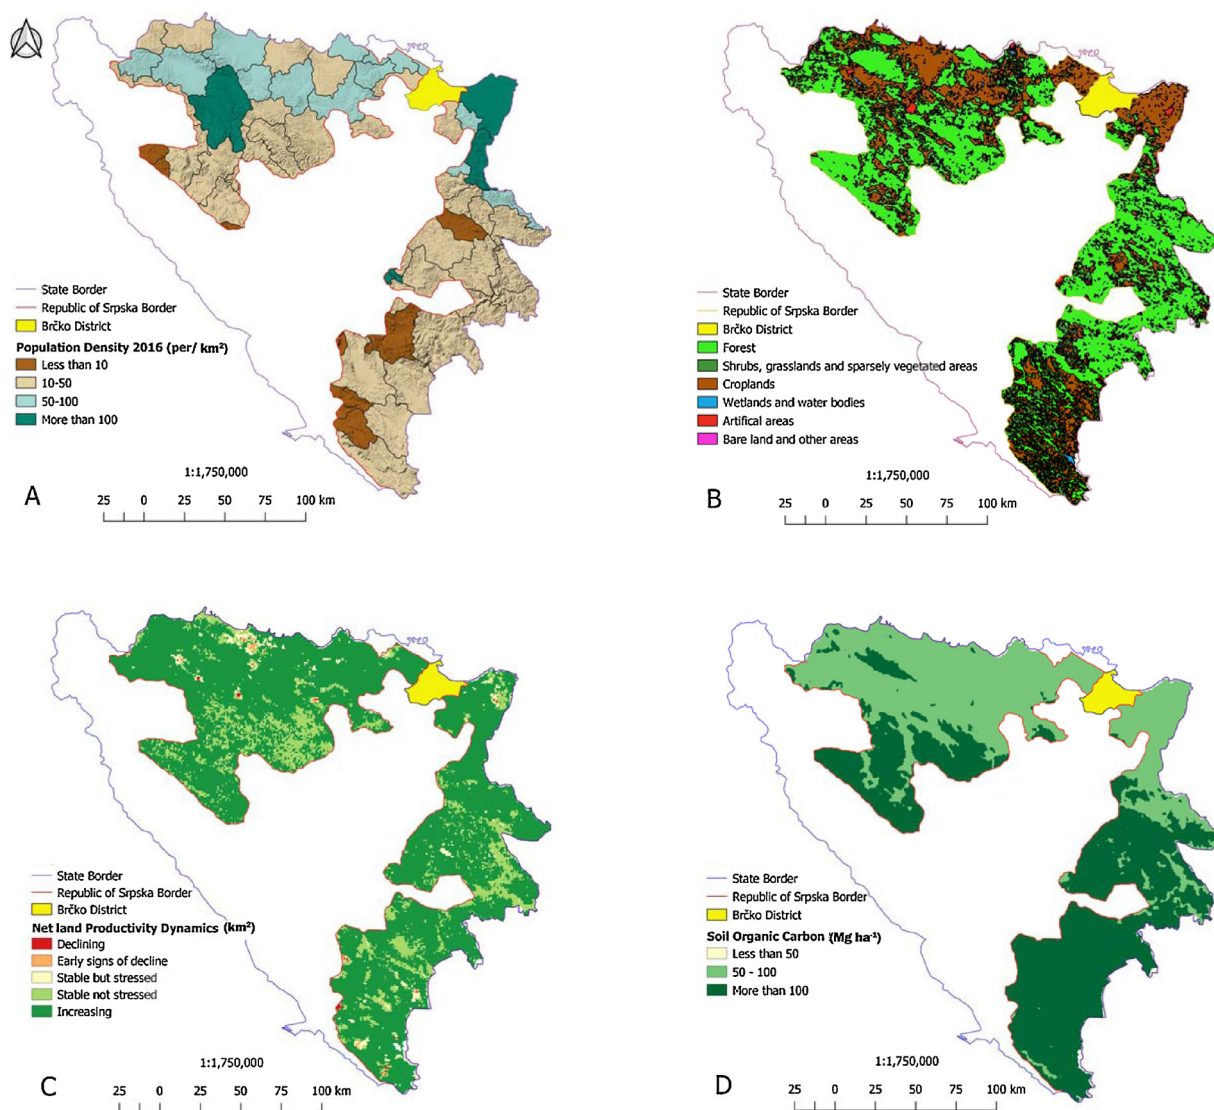 State Border
Republic of Srpska Border
Brčko District
Population Density 2016 (per/ km²)
Less than 10
10-50
50-100
More than 100
1:1,750,000
25 0 25 50 75 100 km
A
State Border
Republic of Srpska Border
Brčko District
Forest
Shrubs, grasslands and sparsely vegetated areas
Croplands
Wetlands and water bodies
Artifical areas
Bare land and other areas
1:1,750,000
25 0 25 50 75 100 km
B
State Border
Republic of Srpska Border
Brčko District
Net land Productivity Dynamics (km²)
Declining
Early signs of decline
Stable but stressed
Stable not stressed
Increasing
1:1,750,000
25 0 25 50 75 100 km
C
State Border
Republic of Srpska Border
Brčko District
Soil Organic Carbon (Mg ha⁻¹)
Less than 50
50 - 100
More than 100
1:1,750,000
25 0 25 50 75 100 km
D